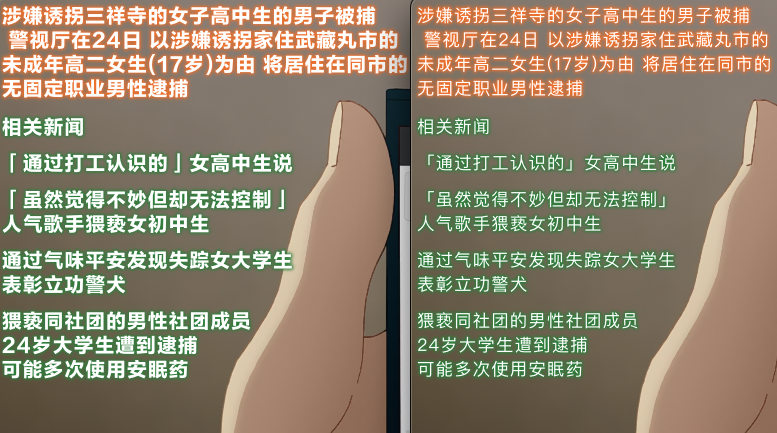 涉嫌诱拐三祥寺的女子高中生的男子被捕
警视厅在24日 以涉嫌诱拐家住武藏丸市的
未成年高二女生(17岁)为由 将居住在同市的
无固定职业男性逮捕
相关新闻
「通过打工认识的」女高中生说
「虽然觉得不妙但却无法控制」
人气歌手猥亵女初中生
通过气味平安发现失踪女大学生
表彰立功警犬
猥亵同社团的男性社团成员
24岁大学生遭到逮捕
可能多次使用安眠药
涉嫌诱拐三祥寺的女子高中生的男子被捕
警视厅在24日 以涉嫌诱拐家住武藏丸市的
未成年高二女生(17岁)为由 将居住在同市的
无固定职业男性逮捕
相关新闻
「通过打工认识的」女高中生说
「虽然觉得不妙但却无法控制」
人气歌手猥亵女初中生
通过气味平安发现失踪女大学生
表彰立功警犬
猥亵同社团的男性社团成员
24岁大学生遭到逮捕
可能多次使用安眠药